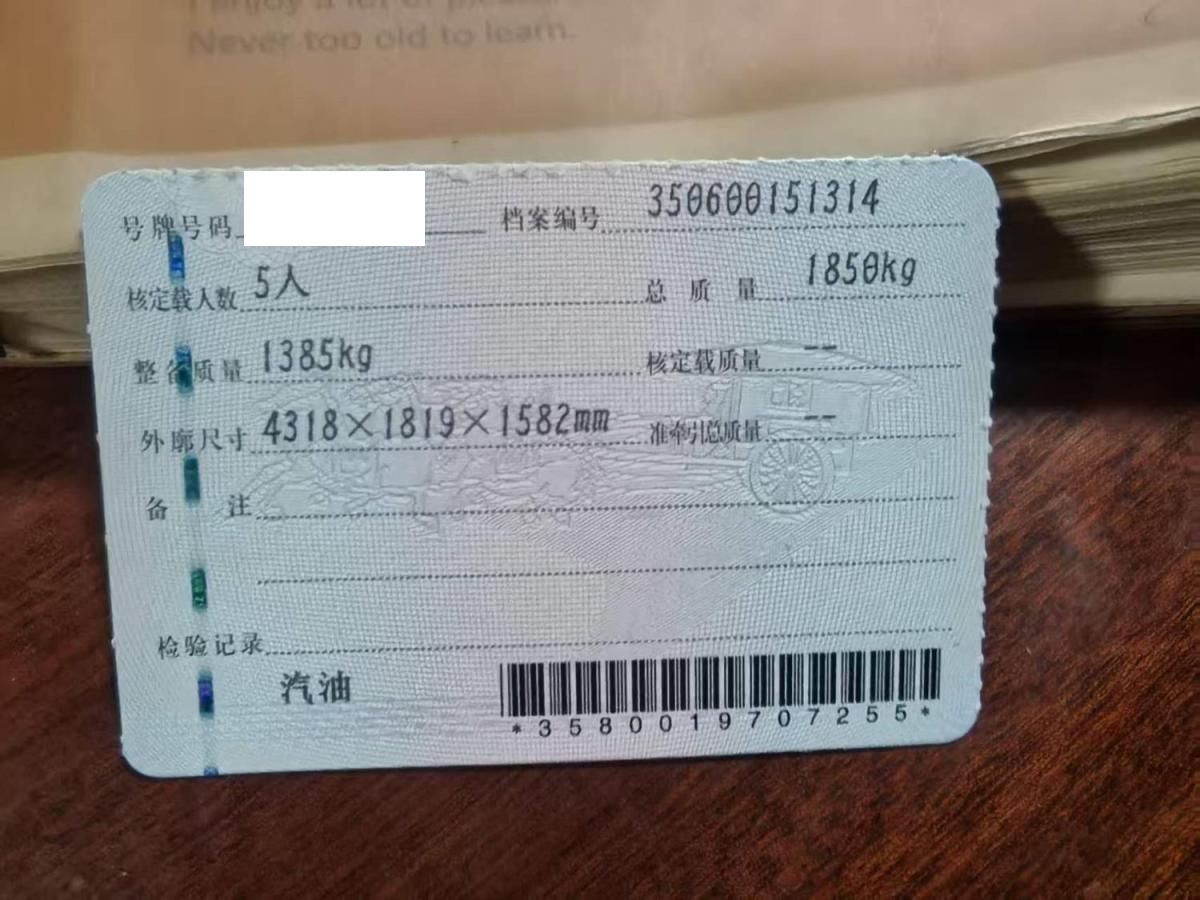 Never too old to learn.
号牌号码 档案编号 350600151314
核定载人数 5人 总质量 1850kg
整备质量 1385kg 核定载质量 --
外廓尺寸 4318×1819×1582mm 准牵引总质量 --
备注
检验记录
汽油
*3580019707255*